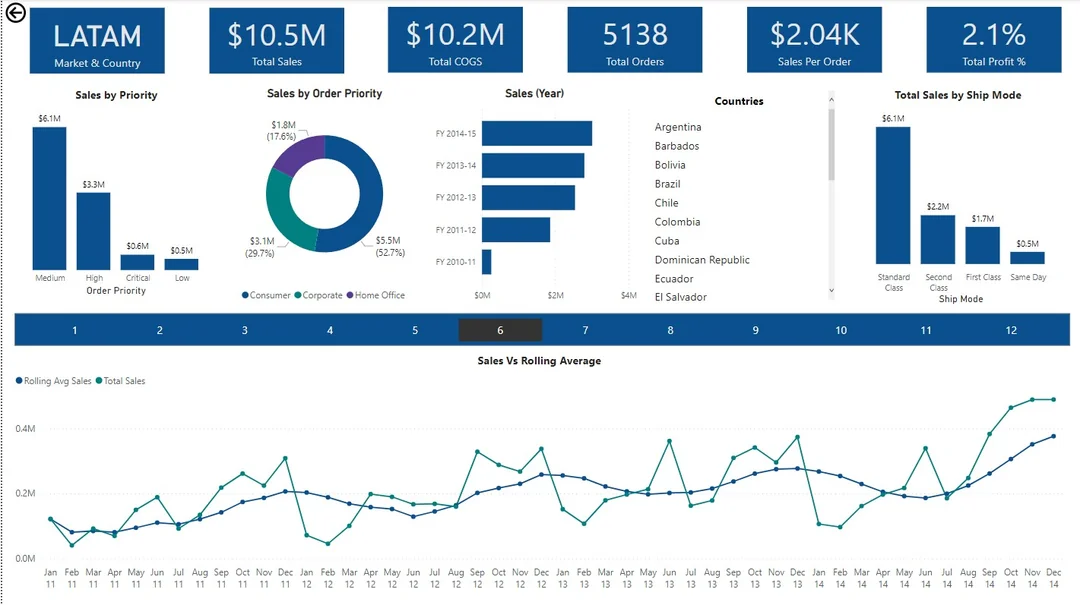 LATAM
Market & Country
$10.5M
Total Sales
$10.2M
Total COGS
5138
Total Orders
$2.04K
Sales Per Order
2.1%
Total Profit %
Sales by Priority
$6.1M
$3.3M
$0.6M
$0.5M
Medium
High
Critical
Low
Order Priority
Sales by Order Priority
$1.8M
(17.6%)
$3.1M
(29.7%)
$5.5M
(52.7%)
Consumer
Corporate
Home Office
Sales (Year)
FY 2014-15
FY 2013-14
FY 2012-13
FY 2011-12
FY 2010-11
$0M
$2M
$4M
Countries
Argentina
Barbados
Bolivia
Brazil
Chile
Colombia
Cuba
Dominican Republic
Ecuador
El Salvador
Total Sales by Ship Mode
$6.1M
$2.2M
$1.7M
$0.5M
Standard
Class
Second
Class
First Class
Same Day
Ship Mode
1 2 3 4 5 6 7 8 9 10 11 12
Sales Vs Rolling Average
Rolling Avg Sales
Total Sales
0.4M
0.2M
0.0M
Jan Feb Mar Apr May Jun Jul Aug Sep Oct Nov Dec Jan Feb Mar Apr May Jun Jul Aug Sep Oct Nov Dec Jan Feb Mar Apr May Jun Jul Aug Sep Oct Nov Dec Jan Feb Mar Apr May Jun Jul Aug Sep Oct Nov Dec
11 11 11 11 11 11 11 11 11 11 11 11 12 12 12 12 12 12 12 12 12 12 12 12 13 13 13 13 13 13 13 13 13 13 13 13 14 14 14 14 14 14 14 14 14 14 14 14